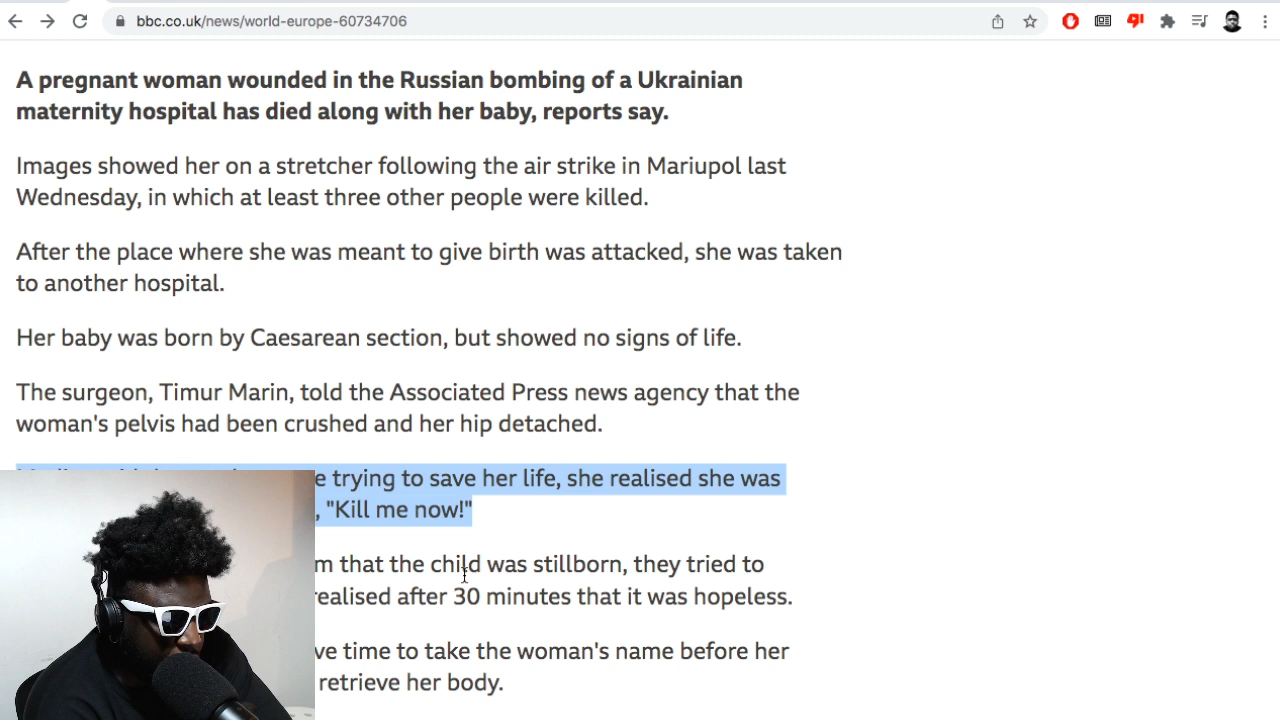 bbc.co.uk/news/world-europe-60734706
A pregnant woman wounded in the Russian bombing of a Ukrainian
maternity hospital has died along with her baby, reports say.
Images showed her on a stretcher following the air strike in Mariupol last
Wednesday, in which at least three other people were killed.
After the place where she was meant to give birth was attacked, she was taken
to another hospital.
Her baby was born by Caesarean section, but showed no signs of life.
The surgeon, Timur Marin, told the Associated Press news agency that the
woman's pelvis had been crushed and her hip detached.
trying to save her life, she realised she was
, "Kill me now!"
that the child was stillborn, they tried to
realised after 30 minutes that it was hopeless.
time to take the woman's name before her
retrieve her body.